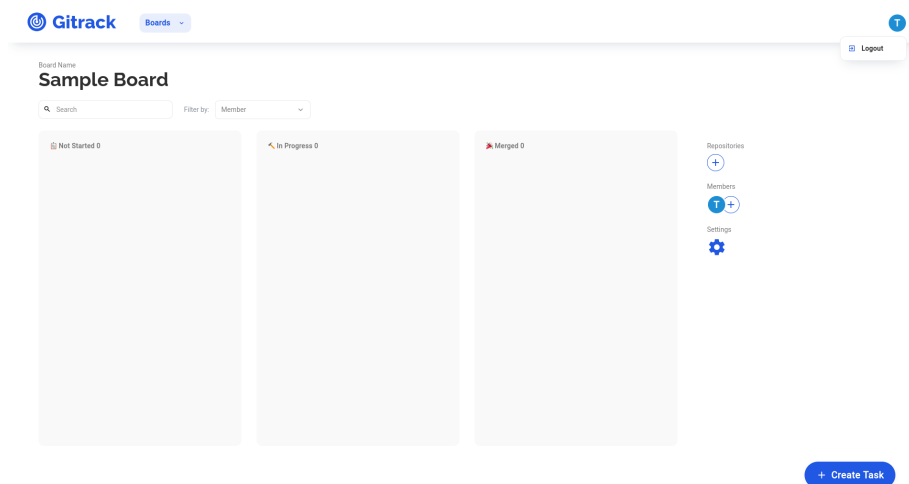 Gitrack
Boards
T
Logout
Board Name
Sample Board
Search
Filter by:
Member
Not Started 0
In Progress 0
Merged 0
Repositories
Members
T
Settings
Create Task